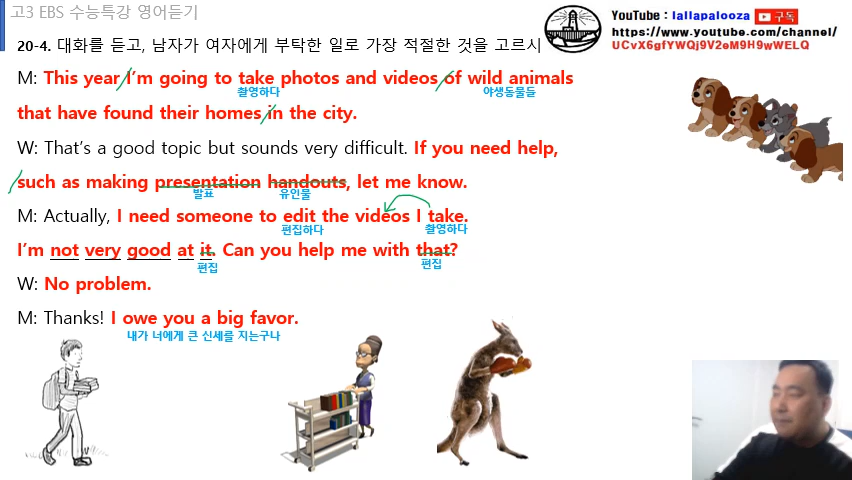 고3 EBS 수능특강 영어듣기
YouTube : lallapalooza 구독
https://www.youtube.com/channel/
UCvX6gfYWQj9V2eM9H9wWELQ
20-4. 대화를 듣고, 남자가 여자에게 부탁한 일로 가장 적절한 것을 고르시
M: This year I'm going to take photos and videos of wild animals
촬영하다 야생동물들
that have found their homes in the city.
W: That's a good topic but sounds very difficult. If you need help,
such as making presentation handouts, let me know.
발표 유인물
M: Actually, I need someone to edit the videos I take.
편집하다 촬영하다
I'm not very good at it. Can you help me with that?
편집 편집
W: No problem.
M: Thanks! I owe you a big favor.
내가 너에게 큰 신세를 지는구나